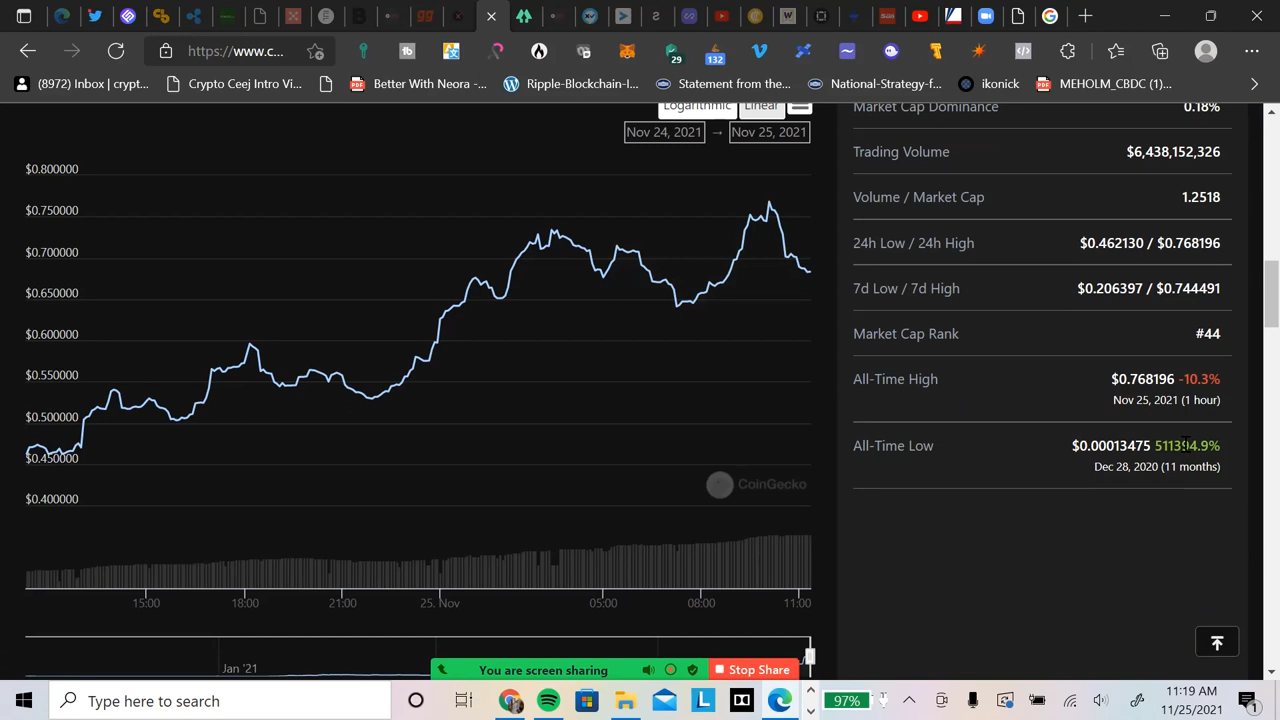 29
132
https://www.c...
(8972) Inbox | crypt...
Crypto Ceej Intro Vi...
Better With Neora -...
Ripple-Blockchain-I...
Statement from the...
National-Strategy-f...
ikonick
MEHOLM_CBDC (1)...
Logarithmic
Linear
Nov 24, 2021 → Nov 25, 2021
$0.800000
$0.750000
$0.700000
$0.650000
$0.600000
$0.550000
$0.500000
$0.450000
$0.400000
CoinGecko
15:00
18:00
21:00
25. Nov
05:00
08:00
11:00
Jan '21
Market Cap Dominance 0.18%
Trading Volume $6,438,152,326
Volume / Market Cap 1.2518
24h Low / 24h High $0.462130 / $0.768196
7d Low / 7d High $0.206397 / $0.744491
Market Cap Rank #44
All-Time High $0.768196 -10.3%
Nov 25, 2021 (1 hour)
All-Time Low $0.00013475 511394.9%
Dec 28, 2020 (11 months)
You are screen sharing
Stop Share
Type here to search
97%
11:19 AM
11/25/2021
1